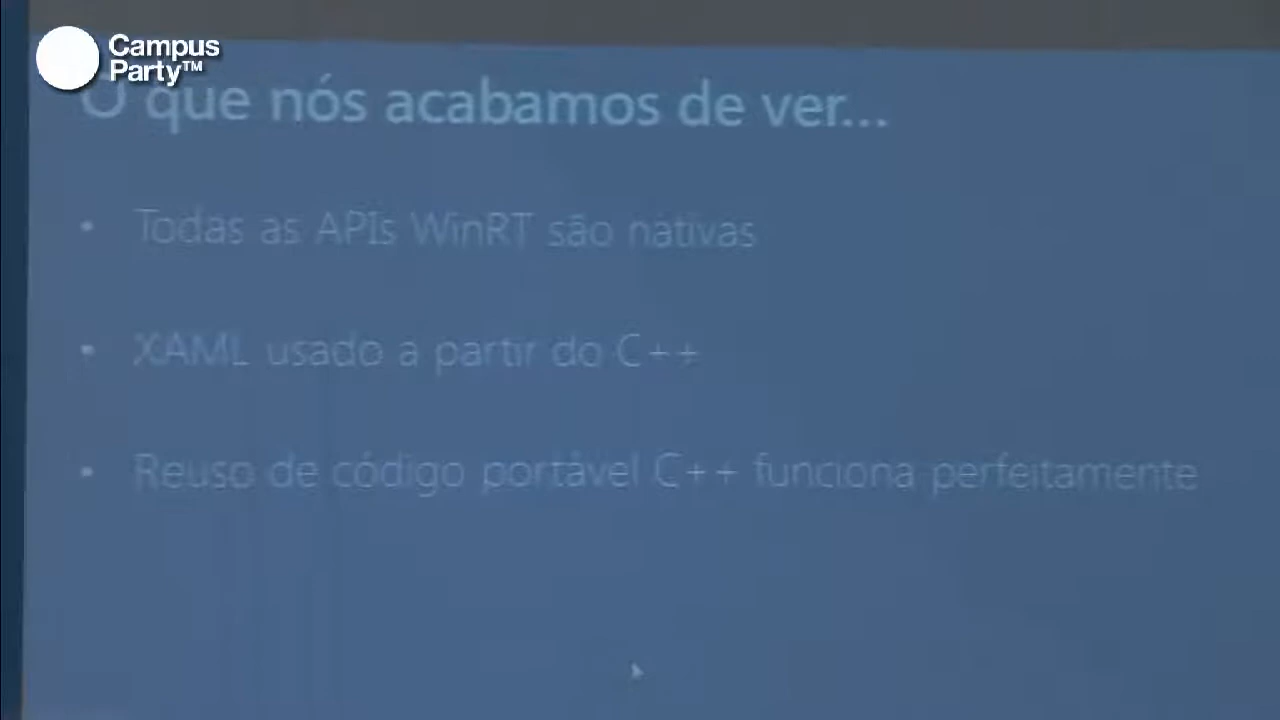 Campus
Party™
O que nós acabamos de ver...
• Todas as APIs WinRT são nativas
• XAML usado a partir do C++
• Reuso de código portável C++ funciona perfeitamente